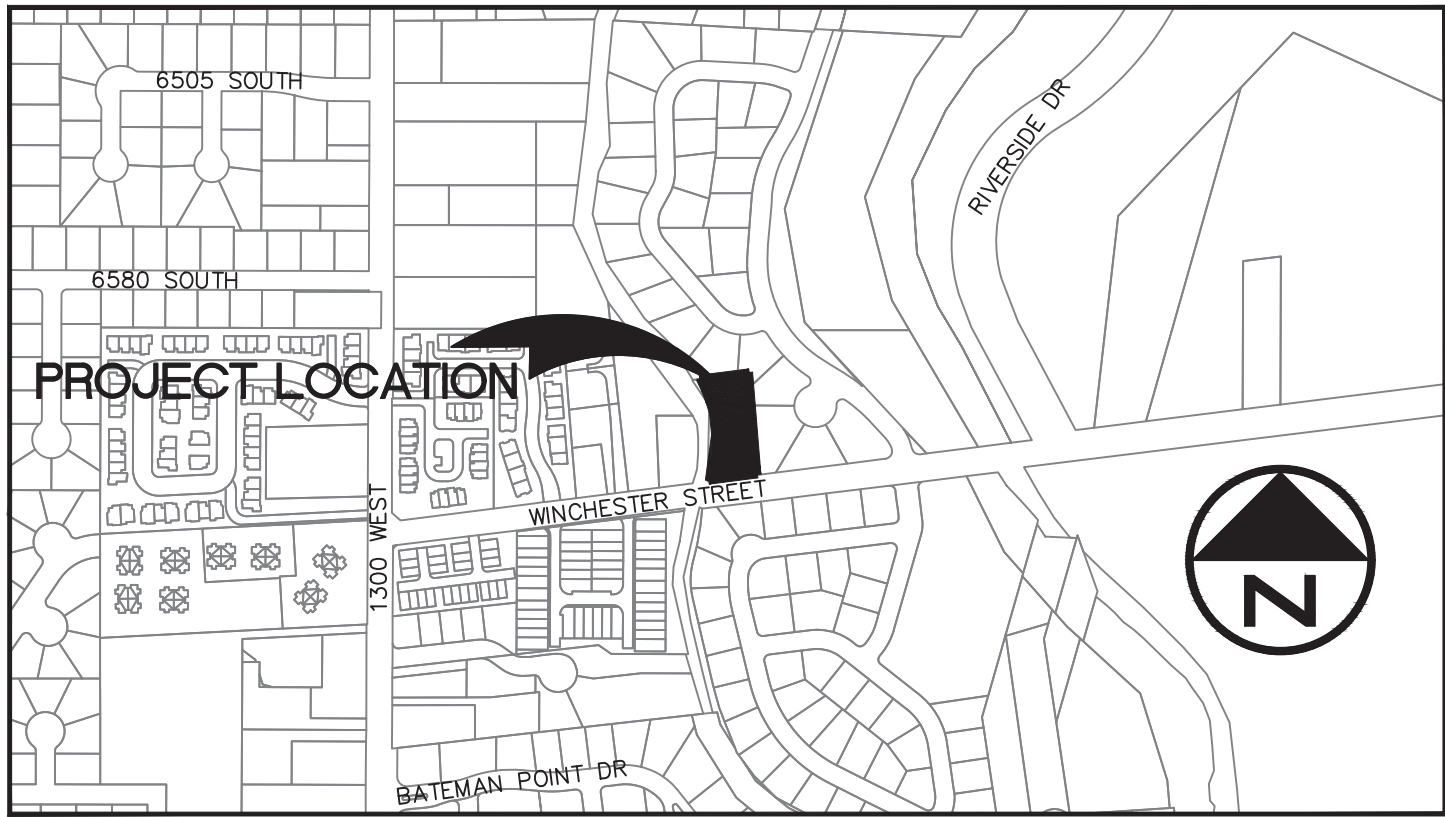 6505 SOUTH
RIVERSIDE DR
6580 SOUTH
PROJECT LOCATION
1300 WEST
WINCHESTER STREET
N
BATEMAN POINT DR